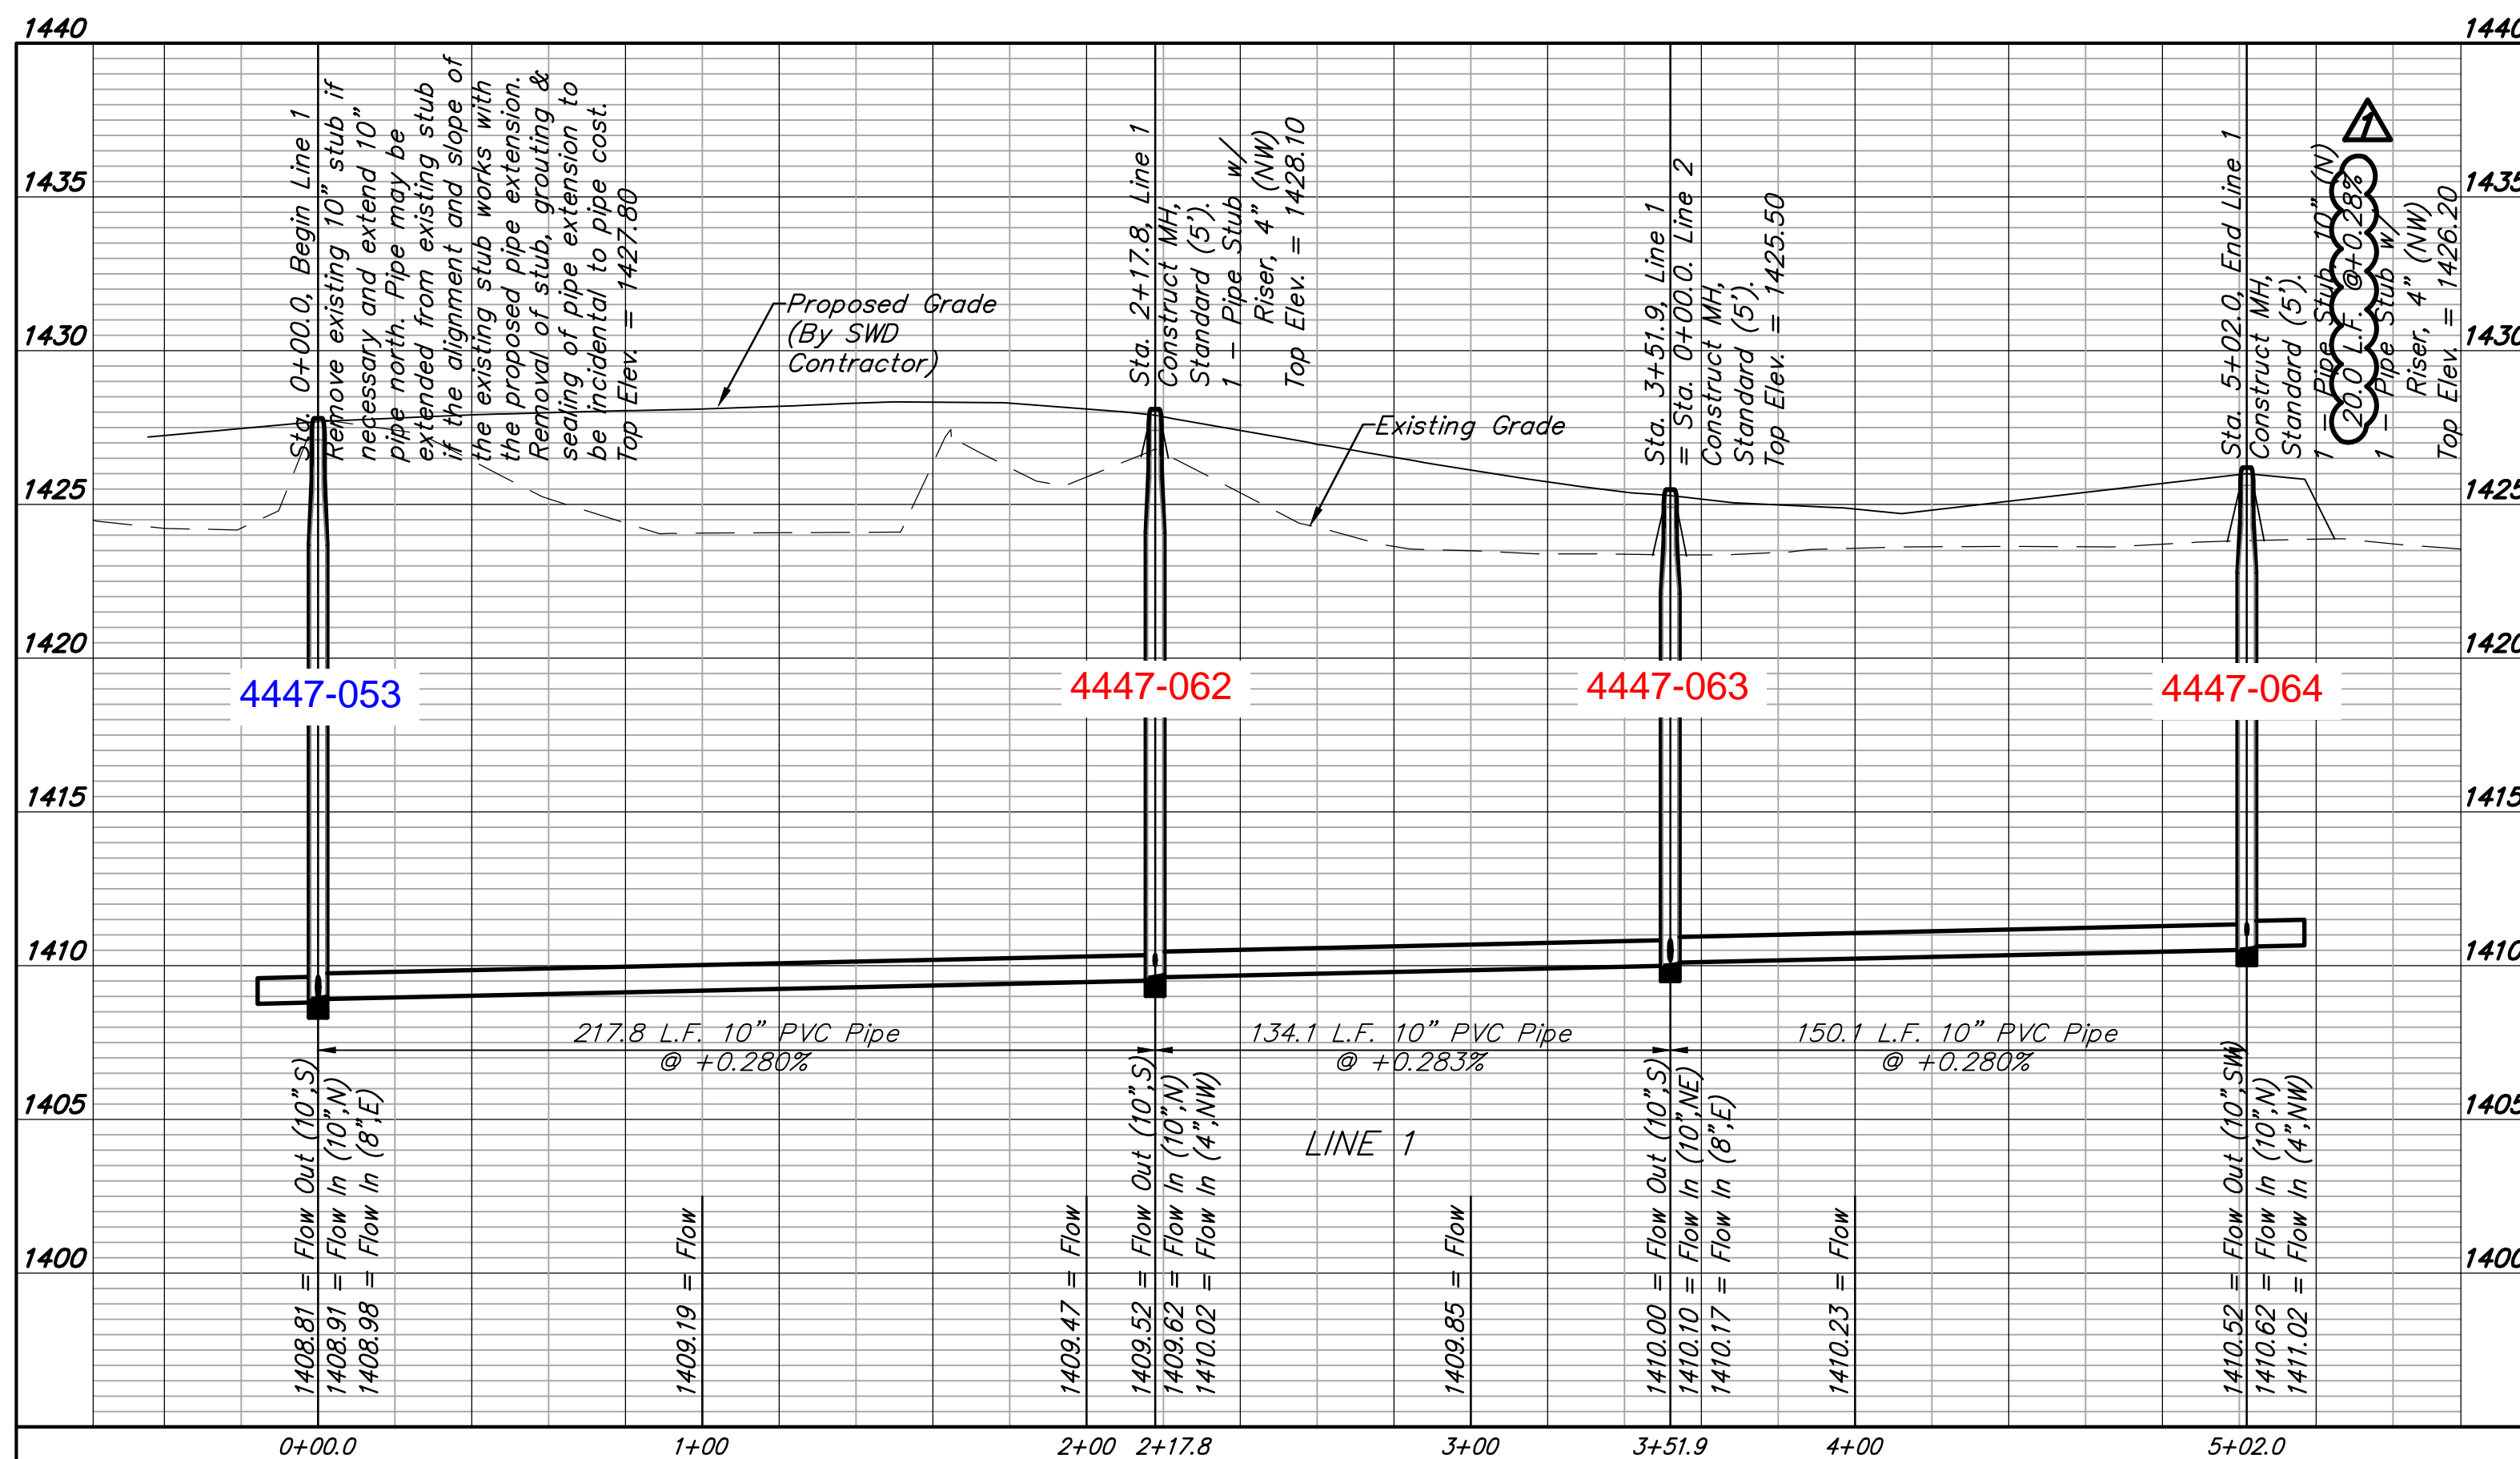 1440
1440
1435
1435
1430
1430
1425
1425
1420
1420
1415
1415
1410
1410
1405
1405
1400
1400
Sta. 0+00.0, Begin Line 1
Remove existing 10" stub if
necessary and extend 10"
pipe north. Pipe may be
extended from existing stub
if the alignment and slope of
the existing stub works with
the proposed pipe extension.
Removal of stub, grouting &
sealing of pipe extension to
be incidental to pipe cost.
Top Elev. = 1427.80
Proposed Grade
(By SWD
Contractor)
Sta. 2+17.8, Line 1
Construct MH,
Standard (5').
1 - Pipe Stub w/
Riser, 4" (NW)
Top Elev. = 1428.10
Existing Grade
Sta. 3+51.9, Line 1
= Sta. 0+00.0. Line 2
Construct MH,
Standard (5').
Top Elev. = 1425.50
Sta. 5+02.0, End Line 1
Construct MH,
Standard (5').
1 - Pipe Stub, 10" (N)
20.0 L.F. @+0.28%
1 - Pipe Stub w/
Riser, 4" (NW)
Top Elev. = 1426.20
1
4447-053
4447-062
4447-063
4447-064
217.8 L.F. 10" PVC Pipe
@ +0.280%
134.1 L.F. 10" PVC Pipe
@ +0.283%
150.1 L.F. 10" PVC Pipe
@ +0.280%
LINE 1
1408.81 = Flow Out (10",S)
1408.91 = Flow In (10",N)
1408.98 = Flow In (8",E)
1409.19 = Flow
1409.47 = Flow
1409.52 = Flow Out (10",S)
1409.62 = Flow In (10",N)
1410.02 = Flow In (4",NW)
1409.85 = Flow
1410.00 = Flow Out (10",S)
1410.10 = Flow In (10",NE)
1410.17 = Flow In (8",E)
1410.23 = Flow
1410.52 = Flow Out (10",SW)
1410.62 = Flow In (10",N)
1411.02 = Flow In (4",NW)
0+00.0
1+00
2+00
2+17.8
3+00
3+51.9
4+00
5+02.0